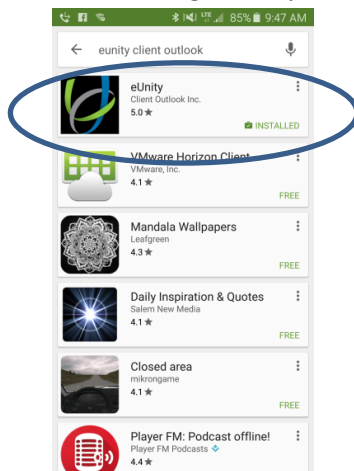 LTE 85% 9:47 AM
eunity client outlook
eUnity
Client Outlook Inc.
5.0★
INSTALLED
VMware Horizon Client
VMware, Inc.
4.1★
FREE
Mandala Wallpapers
Leafgreen
4.3★
FREE
Daily Inspiration & Quotes
Salem New Media
4.1★
FREE
Closed area
mikrongame
4.1★
FREE
Player FM: Podcast offline!
Player FM Podcasts
4.4★